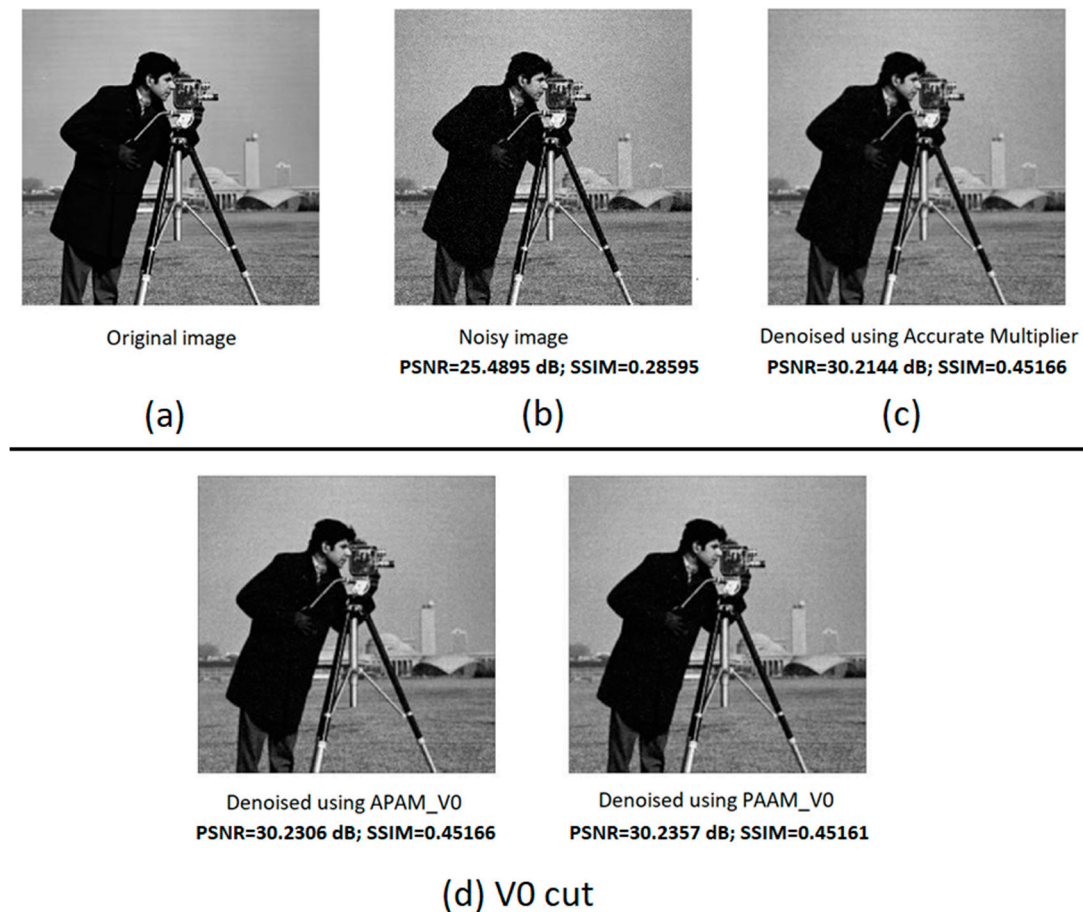 Original image
Noisy image
PSNR=25.4895 dB; SSIM=0.28595
Denoised using Accurate Multiplier
PSNR=30.2144 dB; SSIM=0.45166
(a)
(b)
(c)
Denoised using APAM_V0
PSNR=30.2306 dB; SSIM=0.45166
Denoised using PAAM_V0
PSNR=30.2357 dB; SSIM=0.45161
(d) V0 cut